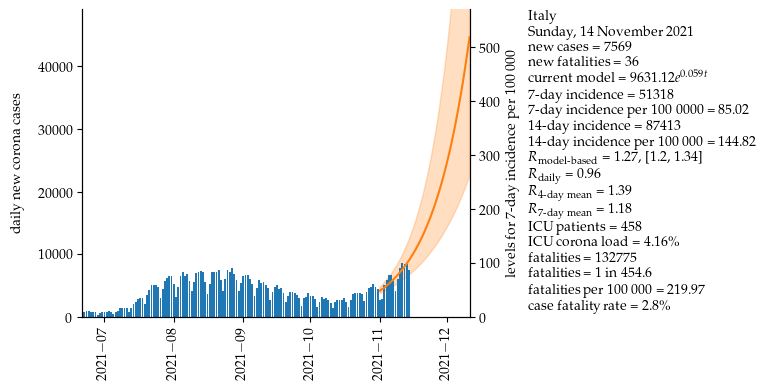 daily new corona cases
40000
30000
20000
10000
0
2021−07
2021−08
2021−09
2021−10
2021−11
2021−12
500
400
300
200
100
0
levels for 7-day incidence per 100 000
Italy
Sunday, 14 November 2021
new cases = 7569
new fatalities = 36
current model = 9631.12e^0.059t
7-day incidence = 51318
7-day incidence per 100 0000 = 85.02
14-day incidence = 87413
14-day incidence per 100 000 = 144.82
R_model-based = 1.27, [1.2, 1.34]
R_daily = 0.96
R_4-day mean = 1.39
R_7-day mean = 1.18
ICU patients = 458
ICU corona load = 4.16%
fatalities = 132775
fatalities = 1 in 454.6
fatalities per 100 000 = 219.97
case fatality rate = 2.8%